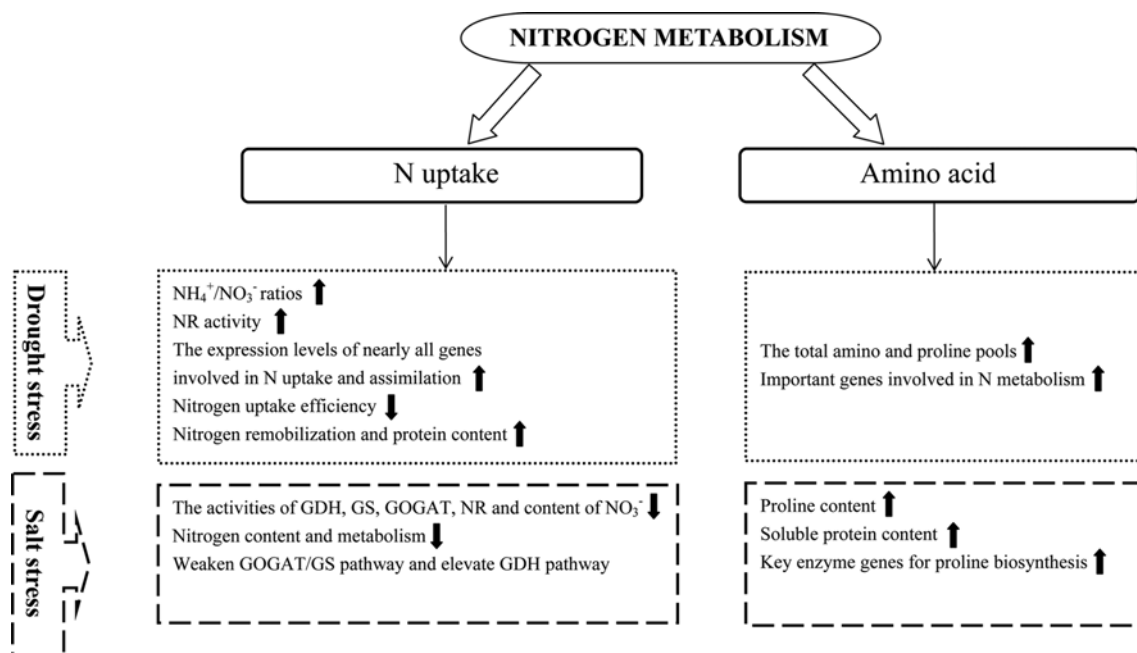 NITROGEN METABOLISM
N uptake
Amino acid
Drought stress
NH₄⁺/NO₃⁻ ratios
NR activity
The expression levels of nearly all genes
involved in N uptake and assimilation
Nitrogen uptake efficiency
Nitrogen remobilization and protein content
The total amino and proline pools
Important genes involved in N metabolism
Salt stress
The activities of GDH, GS, GOGAT, NR and content of NO₃⁻
Nitrogen content and metabolism
Weaken GOGAT/GS pathway and elevate GDH pathway
Proline content
Soluble protein content
Key enzyme genes for proline biosynthesis